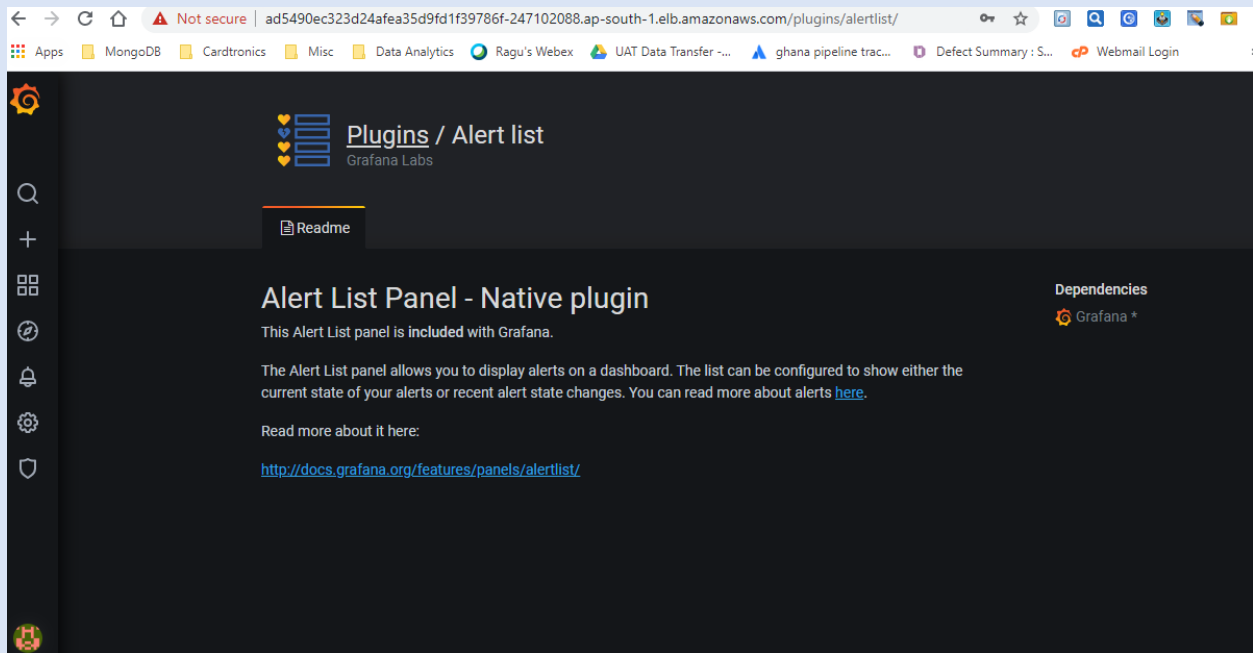 Not secure | ad5490ec323d24afea35d9fd1f39786f-247102088.ap-south-1.elb.amazonaws.com/plugins/alertlist/
Apps MongoDB Cardtronics Misc Data Analytics Ragu's Webex UAT Data Transfer -... ghana pipeline trac... Defect Summary : S... Webmail Login
Plugins / Alert list
Grafana Labs
Readme
Alert List Panel - Native plugin
This Alert List panel is included with Grafana.
The Alert List panel allows you to display alerts on a dashboard. The list can be configured to show either the
current state of your alerts or recent alert state changes. You can read more about alerts here.
Read more about it here:
http://docs.grafana.org/features/panels/alertlist/
Dependencies
Grafana *